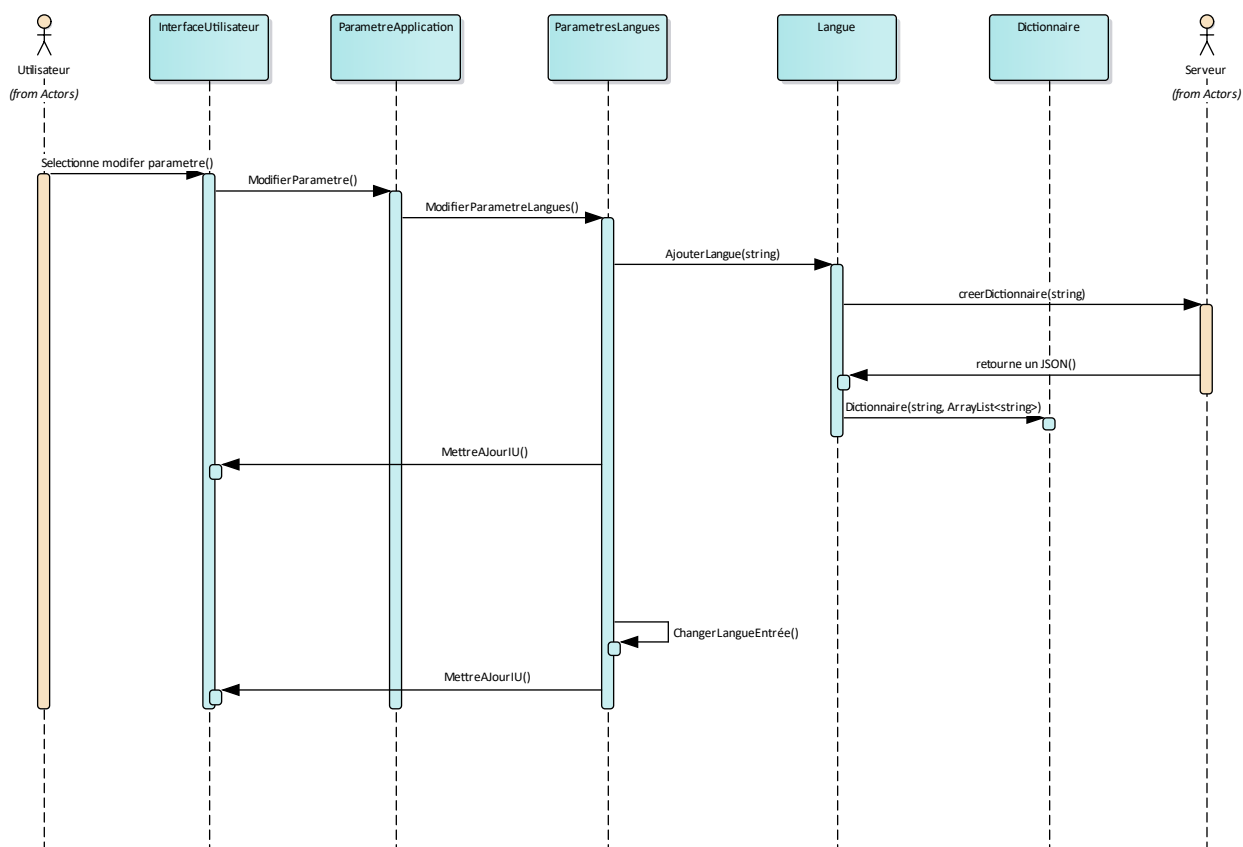 InterfaceUtilisateur
ParametreApplication
ParametresLangues
Langue
Dictionnaire
Utilisateur
(from Actors)
Serveur
(from Actors)
Selectionne modifer parametre()
ModifierParametre()
ModifierParametreLangues()
AjouterLangue(string)
creerDictionnaire(string)
retourne un JSON()
Dictionnaire(string, ArrayList<string>)
MettreAJourIU()
ChangerLangueEntrée()
MettreAJourIU()